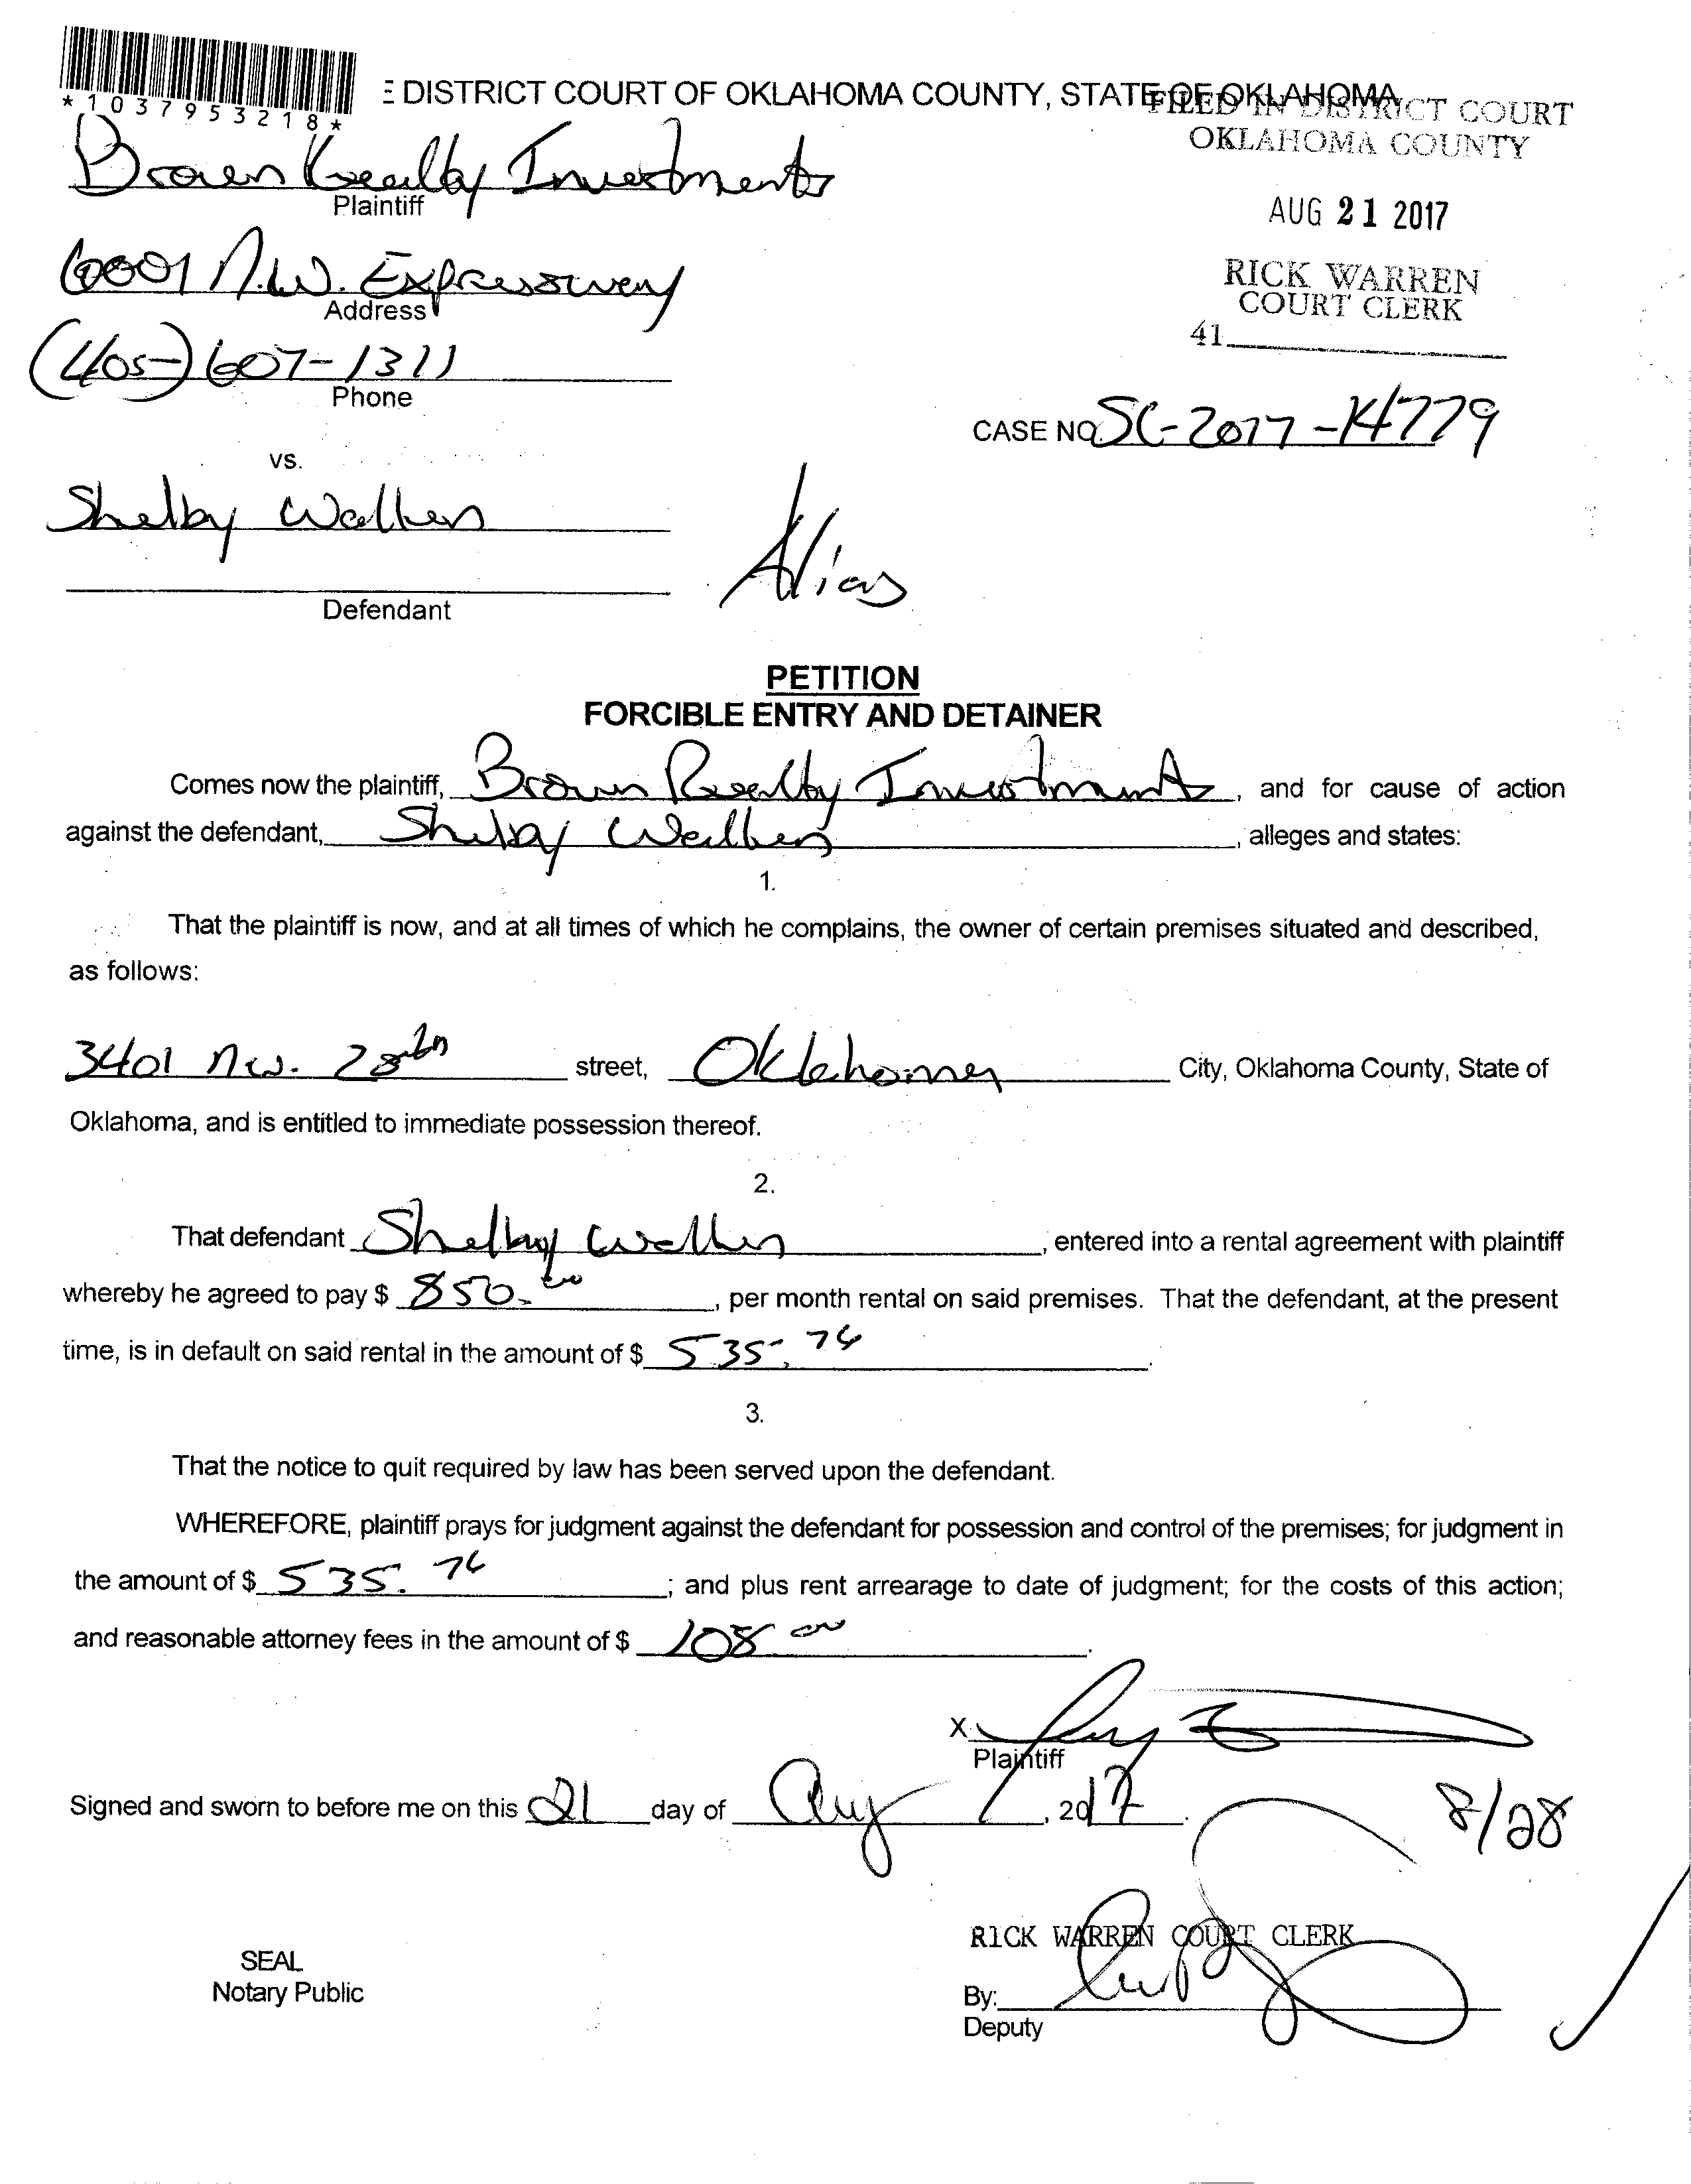 *1037953218*
E DISTRICT COURT OF OKLAHOMA COUNTY, STATE OF OKLAHOMA
FILED IN DISTRICT COURT
OKLAHOMA COUNTY
Brown Realty Investments
Plaintiff
AUG 21 2017
6001 N.W. Expressway
Address
RICK WARREN
COURT CLERK
41
(405) 607-1311
Phone
CASE NO. SC-2017-14779
vs.
Shelby Walker
Alias
Defendant
PETITION
FORCIBLE ENTRY AND DETAINER
Comes now the plaintiff, Brown Realty Investments, and for cause of action
against the defendant, Shelby Walker, alleges and states:
1.
That the plaintiff is now, and at all times of which he complains, the owner of certain premises situated and described,
as follows:
3401 NW. 28th street, Oklahoma City, Oklahoma County, State of
Oklahoma, and is entitled to immediate possession thereof.
2.
That defendant Shelby Walker, entered into a rental agreement with plaintiff
whereby he agreed to pay $ 850.00, per month rental on said premises. That the defendant, at the present
time, is in default on said rental in the amount of $ 535.76.
3.
That the notice to quit required by law has been served upon the defendant.
WHEREFORE, plaintiff prays for judgment against the defendant for possession and control of the premises; for judgment in
the amount of $ 535.76; and plus rent arrearage to date of judgment; for the costs of this action;
and reasonable attorney fees in the amount of $ 108.00.
X
Plaintiff
Signed and sworn to before me on this 21 day of Aug, 2017.
8/28
RICK WARREN COURT CLERK
SEAL
Notary Public
By:
Deputy